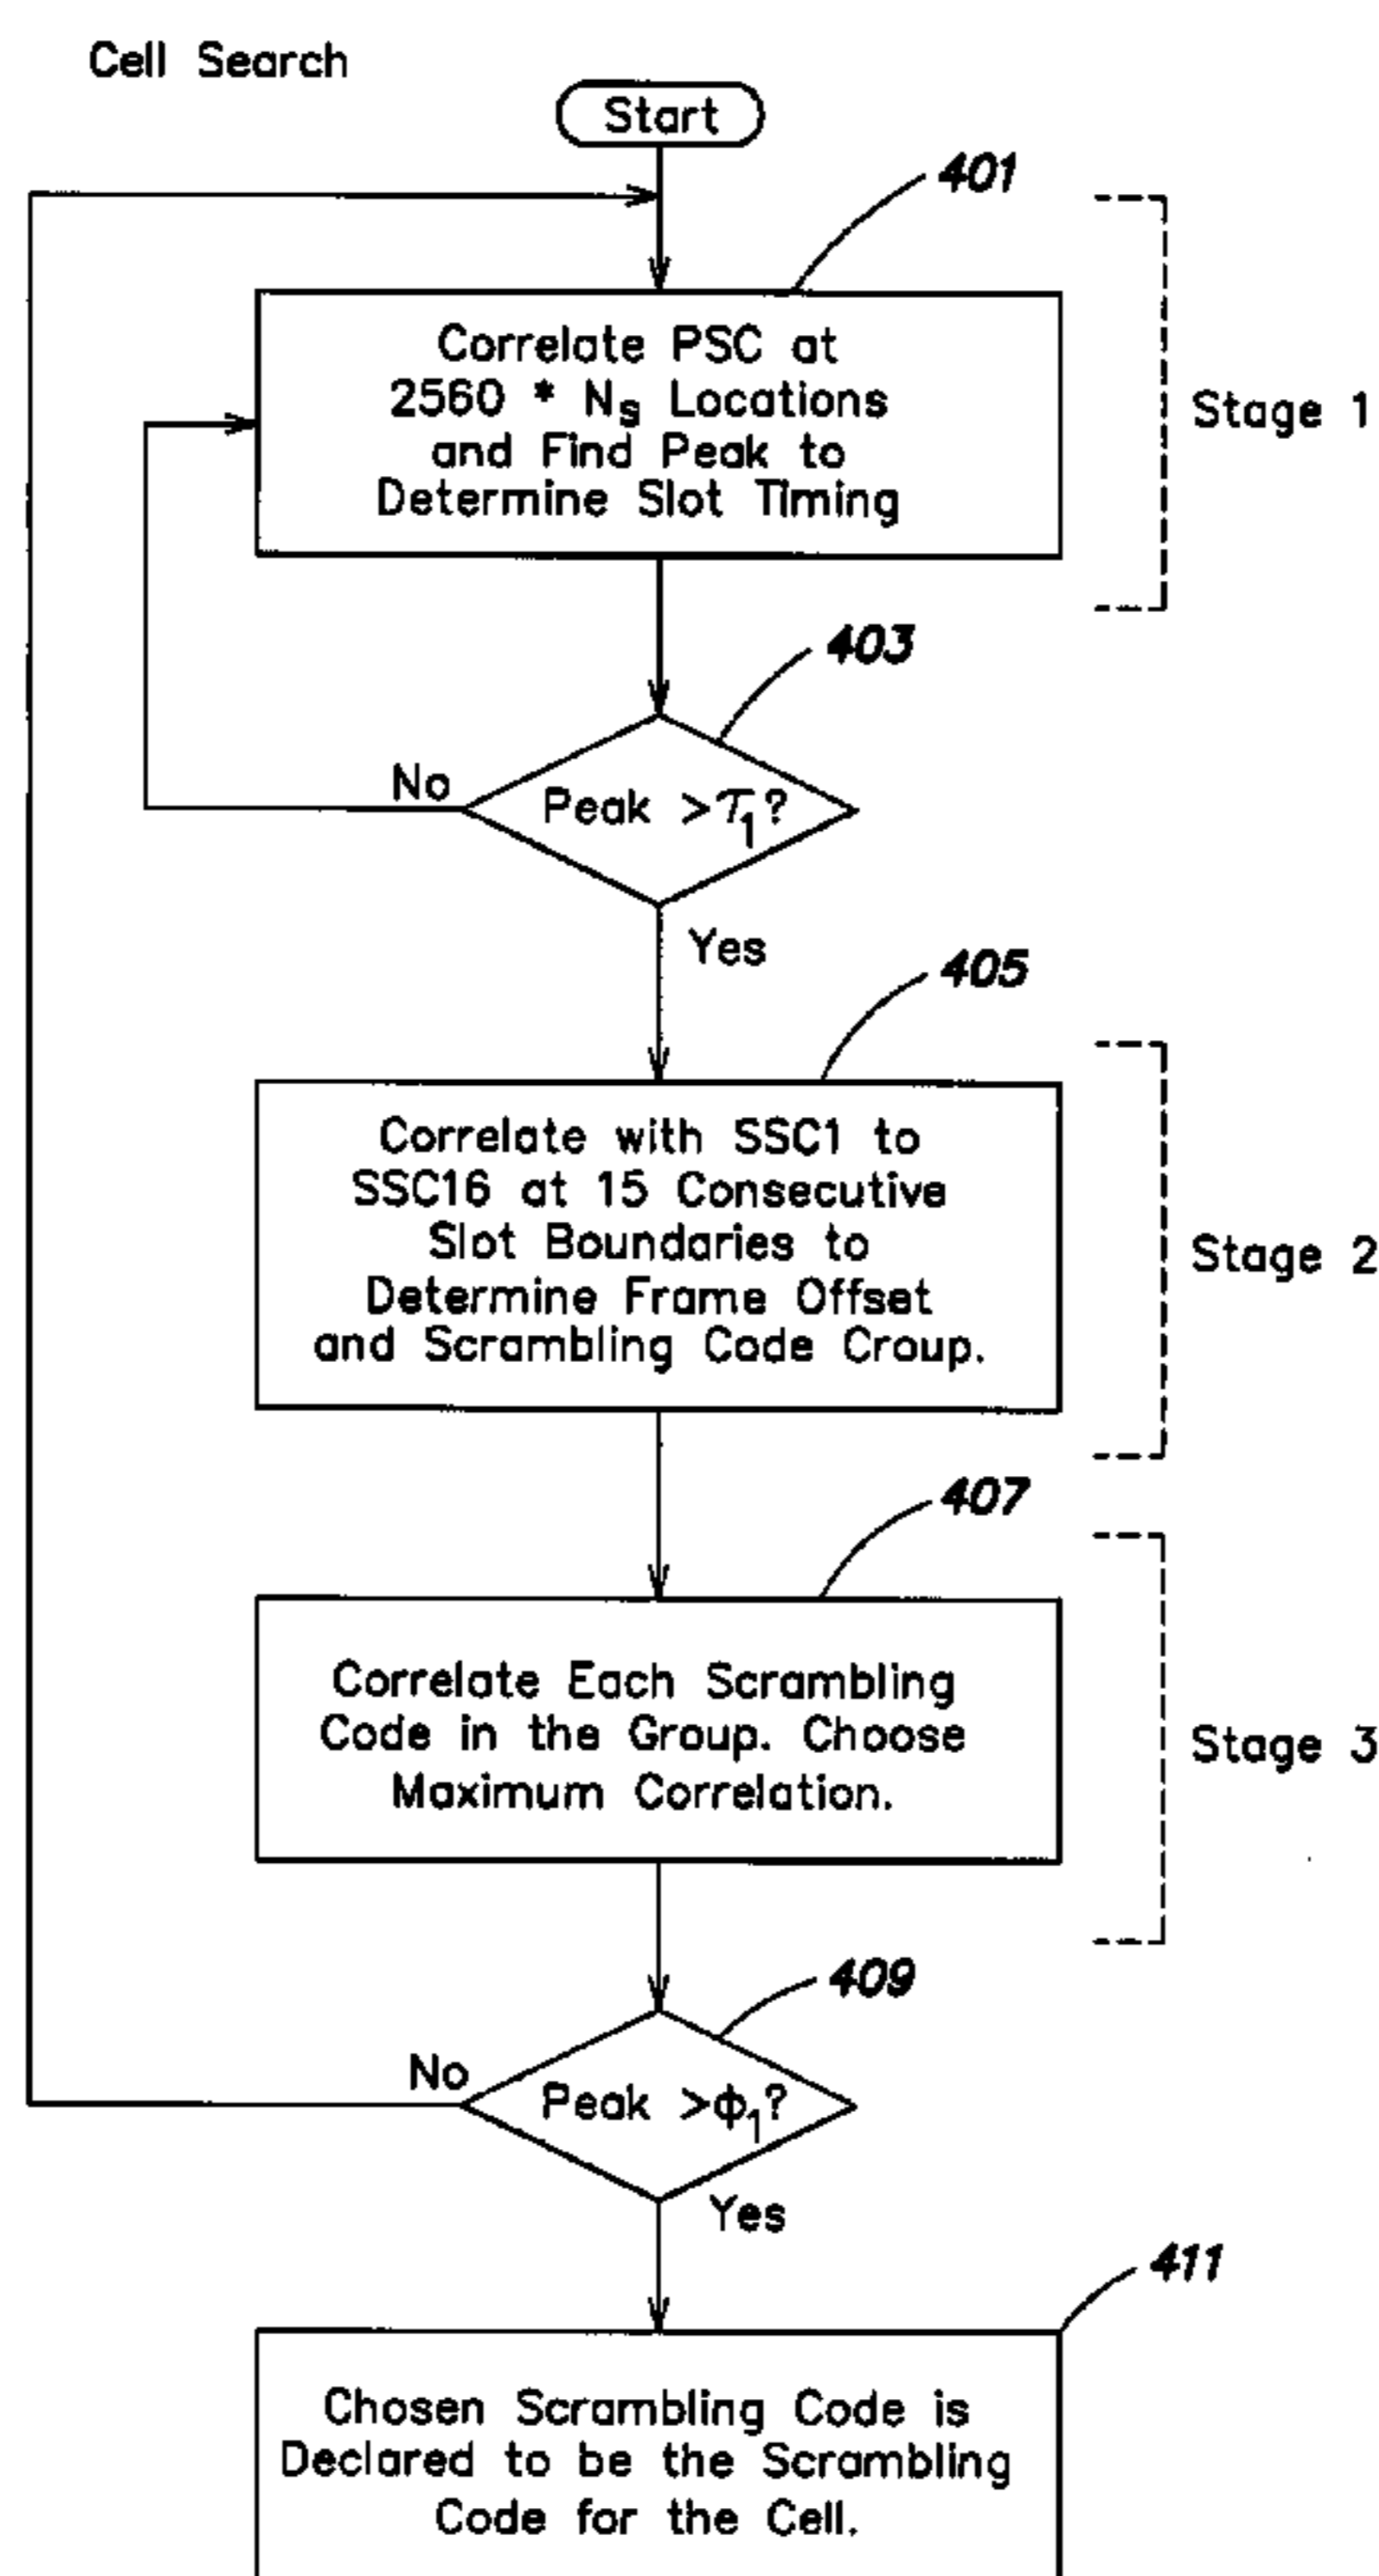 Cell Search
Start
401
Correlate PSC at
2560 * Ns Locations
and Find Peak to
Determine Slot Timing
Stage 1
403
No
Peak >τ1?
Yes
405
Correlate with SSC1 to
SSC16 at 15 Consecutive
Slot Boundaries to
Determine Frame Offset
and Scrambling Code Croup.
Stage 2
407
Correlate Each Scrambling
Code in the Group. Choose
Maximum Correlation.
Stage 3
409
No
Peak >ϕ1?
Yes
411
Chosen Scrambling Code is
Declared to be the Scrambling
Code for the Cell.